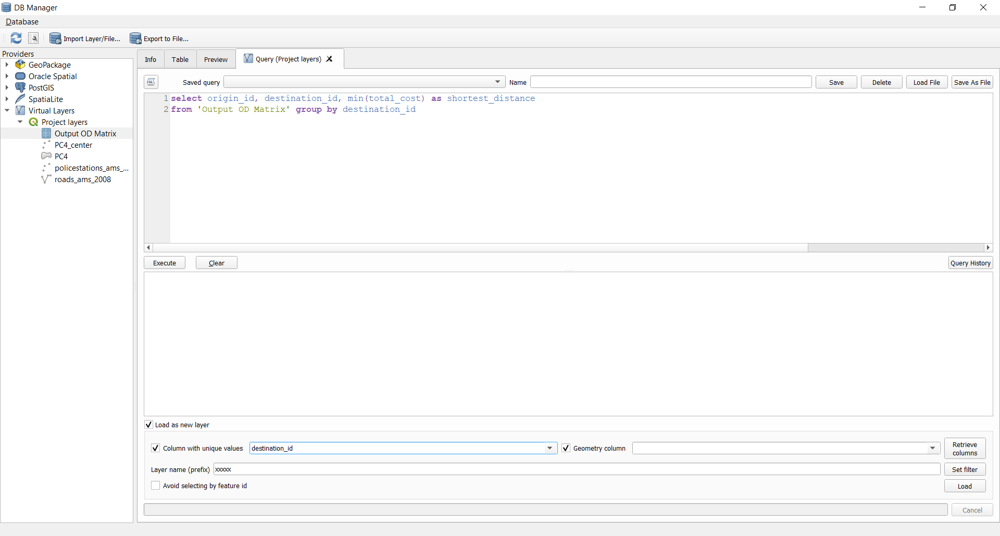 DB Manager
Database
Import Layer/File...
Export to File...
Providers
GeoPackage
Oracle Spatial
PostGIS
SpatiaLite
Virtual Layers
Project layers
Output OD Matrix
PC4_center
PC4
policestations_ams_...
roads_ams_2008
Info
Table
Preview
Query (Project layers)
SQL
Saved query
Name
Save
Delete
Load File
Save As File
1 select origin_id, destination_id, min(total_cost) as shortest_distance
2 from 'Output OD Matrix' group by destination_id
Execute
Clear
Query History
Load as new layer
Column with unique values
destination_id
Geometry column
Retrieve
columns
Layer name (prefix)
xxxxx
Set filter
Avoid selecting by feature id
Load
Cancel